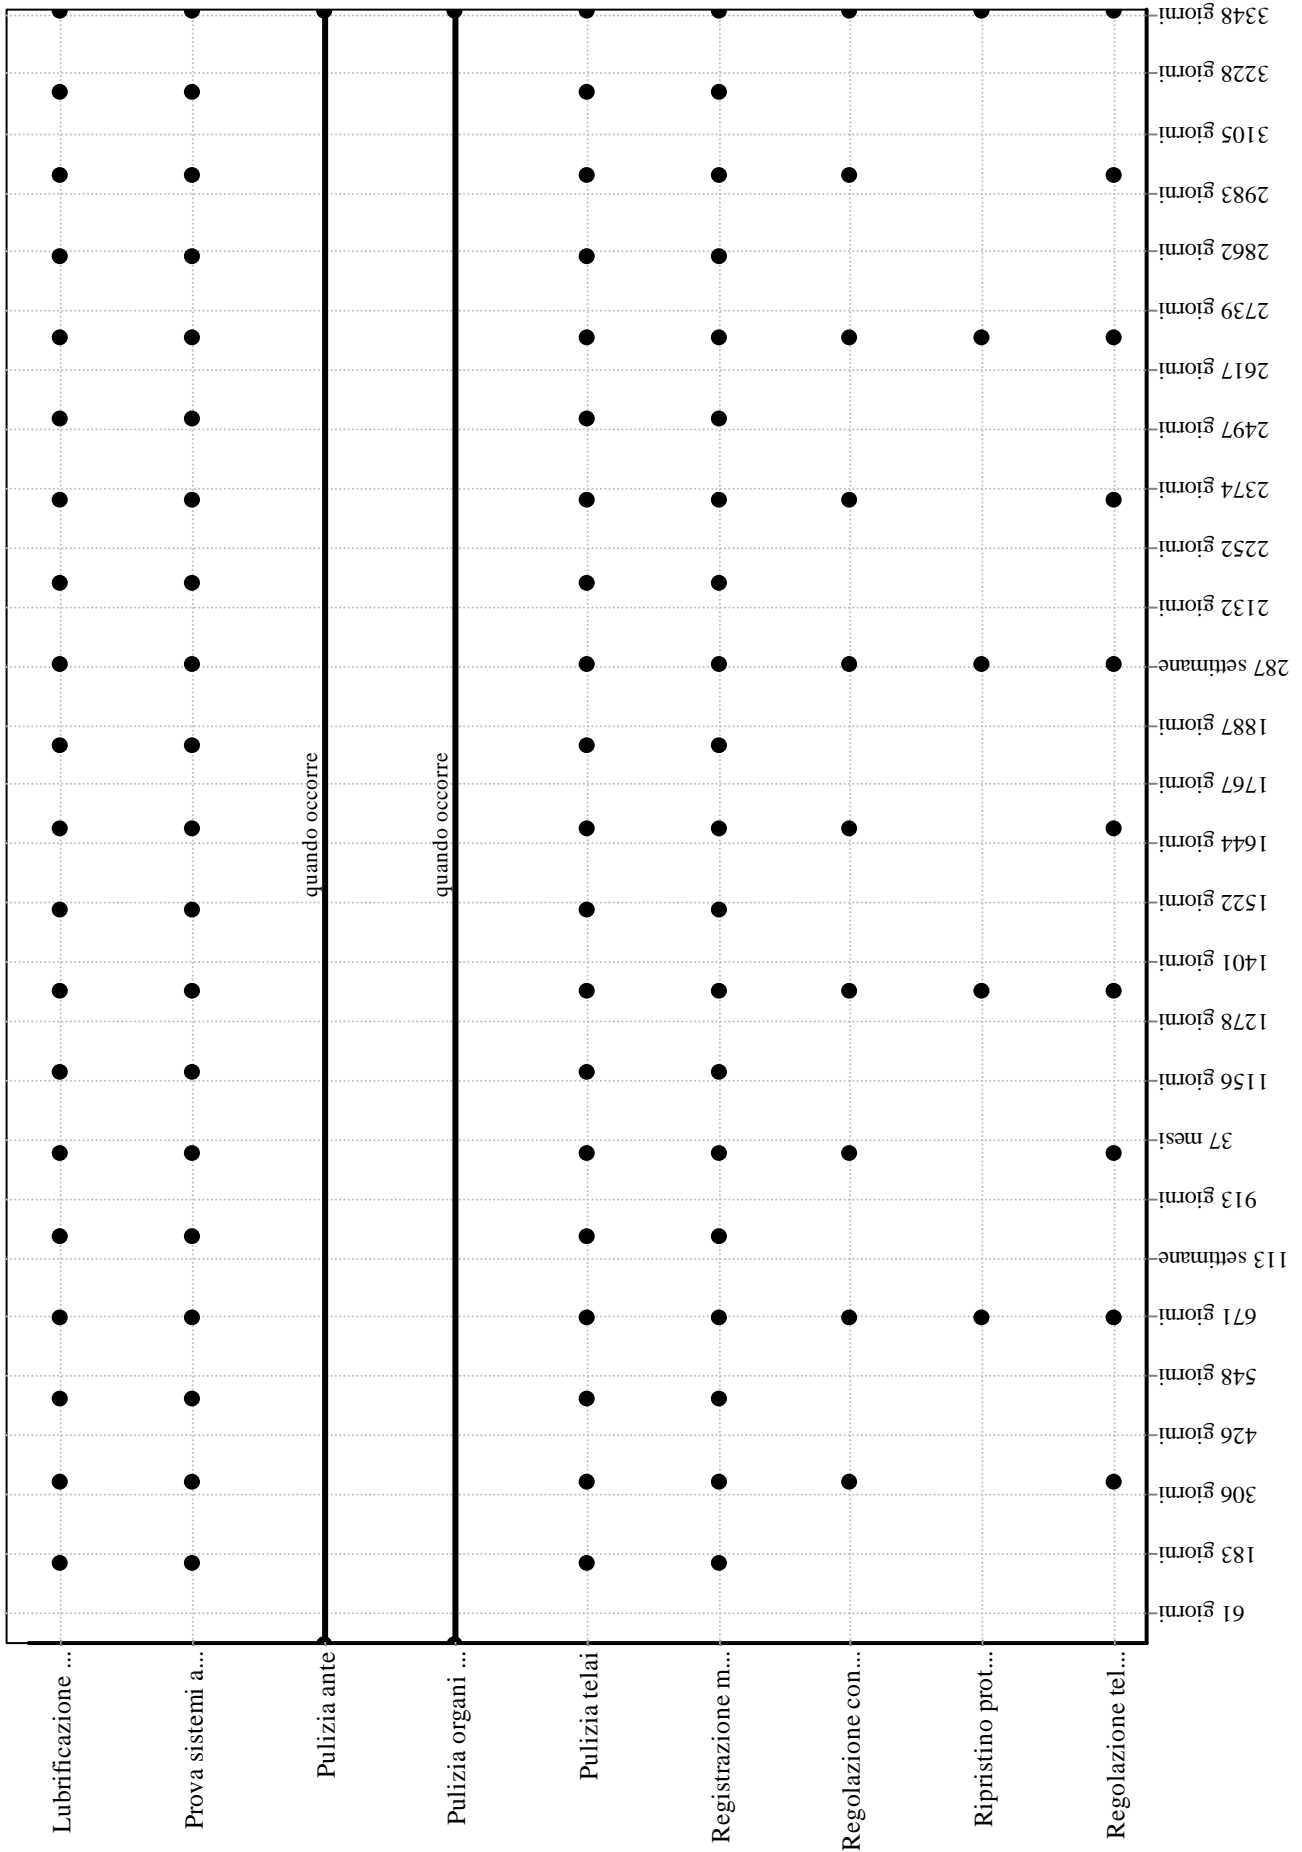 3348 giorni
3228 giorni
3105 giorni
2983 giorni
2862 giorni
2739 giorni
2617 giorni
2497 giorni
2374 giorni
2252 giorni
2132 giorni
287 settimane
1887 giorni
1767 giorni
1644 giorni
1522 giorni
1401 giorni
1278 giorni
1156 giorni
37 mesi
913 giorni
113 settimane
671 giorni
548 giorni
426 giorni
306 giorni
183 giorni
61 giorni
quando occorre
quando occorre
Lubrificazione ...
Prova sistemi a...
Pulizia ante
Pulizia organi ...
Pulizia telai
Registrazione m...
Regolazione con...
Ripristino prot...
Regolazione tel...